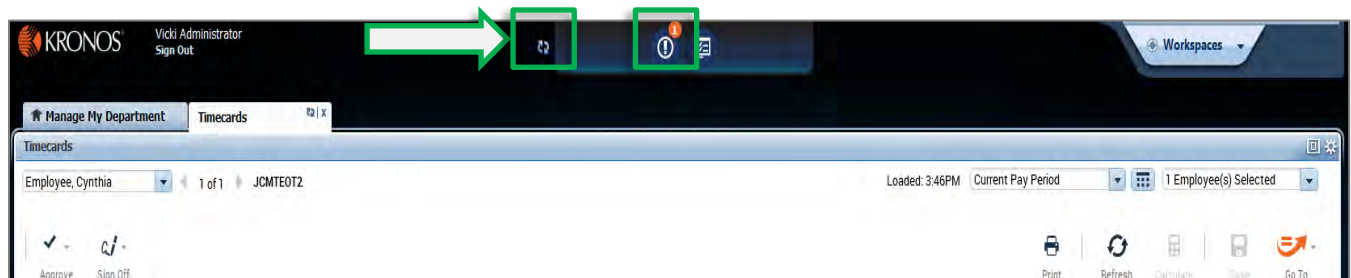 KRONOS
Vicki Administrator
Sign Out
1
Workspaces
Manage My Department
Timecards
x
Timecards
Employee, Cynthia
1 of 1
JCMTEOT2
Loaded: 3:46PM
Current Pay Period
1 Employee(s) Selected
Approve
Sign Off
Print
Refresh
Calculate
Save
Go To